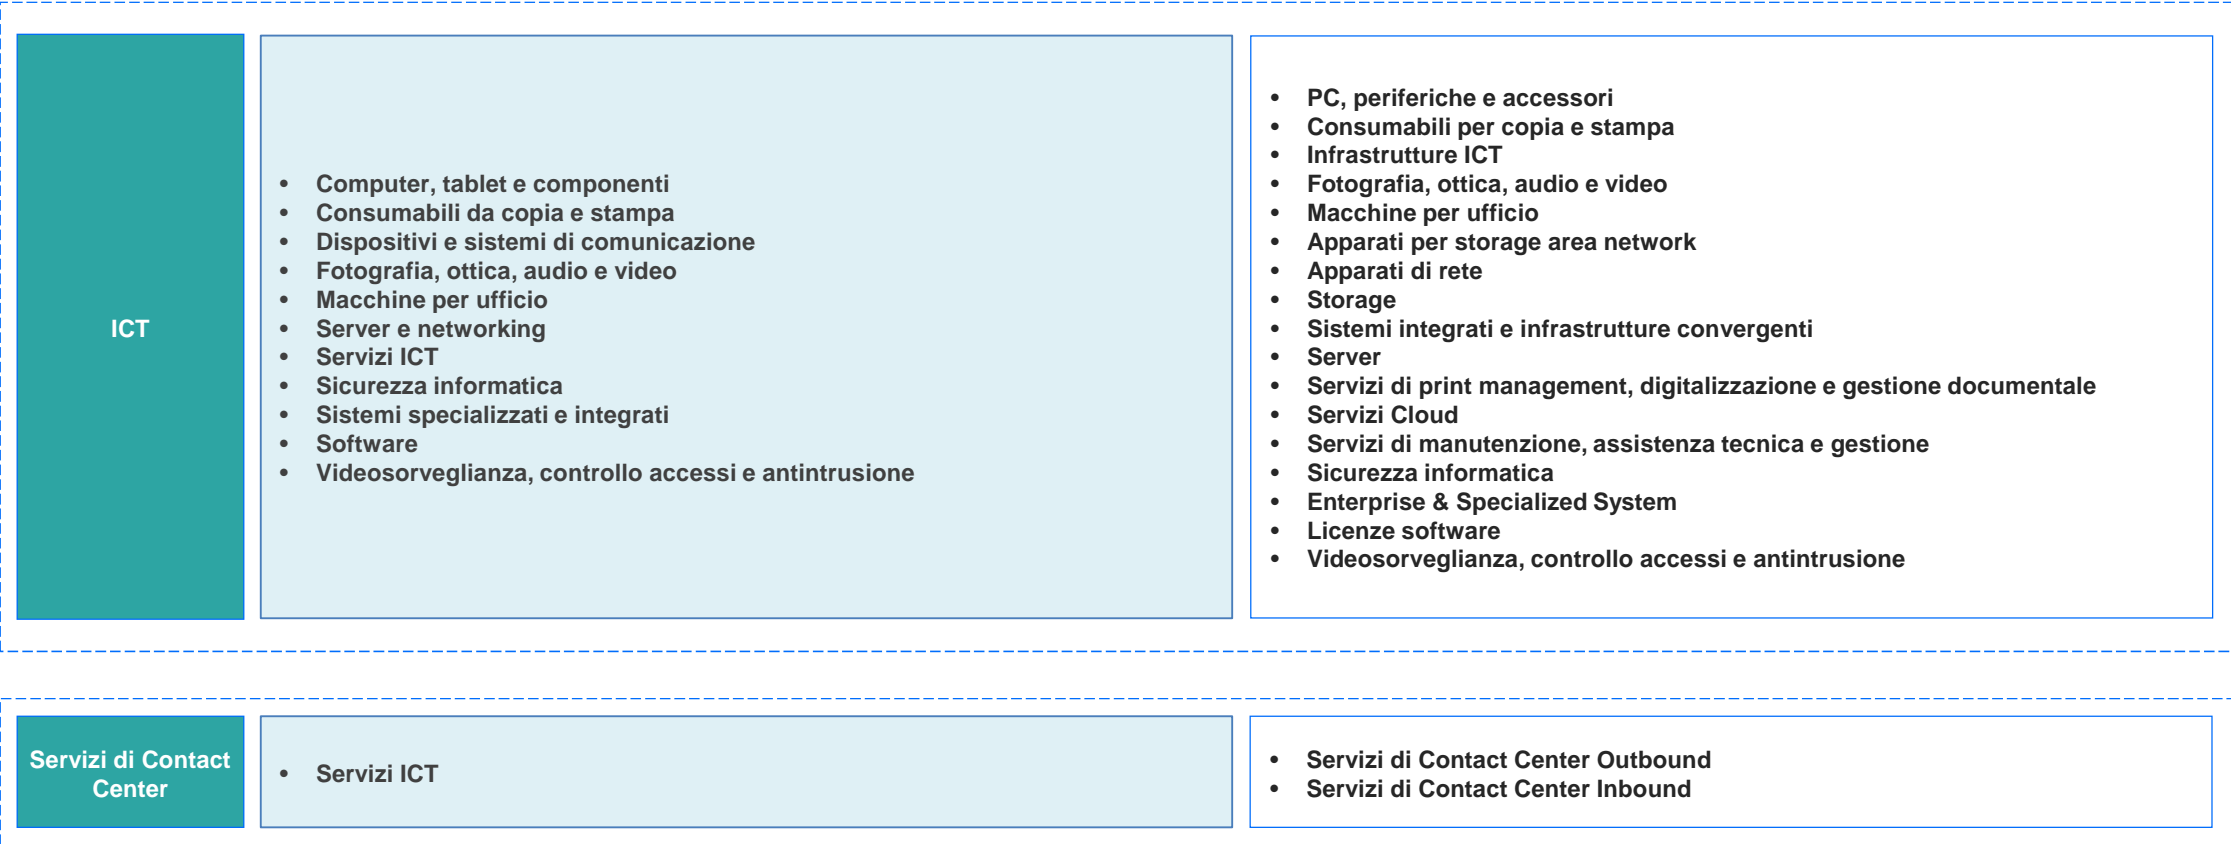 ICT
• Computer, tablet e componenti
• Consumabili da copia e stampa
• Dispositivi e sistemi di comunicazione
• Fotografia, ottica, audio e video
• Macchine per ufficio
• Server e networking
• Servizi ICT
• Sicurezza informatica
• Sistemi specializzati e integrati
• Software
• Videosorveglianza, controllo accessi e antintrusione
• PC, periferiche e accessori
• Consumabili per copia e stampa
• Infrastrutture ICT
• Fotografia, ottica, audio e video
• Macchine per ufficio
• Apparati per storage area network
• Apparati di rete
• Storage
• Sistemi integrati e infrastrutture convergenti
• Server
• Servizi di print management, digitalizzazione e gestione documentale
• Servizi Cloud
• Servizi di manutenzione, assistenza tecnica e gestione
• Sicurezza informatica
• Enterprise & Specialized System
• Licenze software
• Videosorveglianza, controllo accessi e antintrusione
Servizi di Contact
Center
• Servizi ICT
• Servizi di Contact Center Outbound
• Servizi di Contact Center Inbound